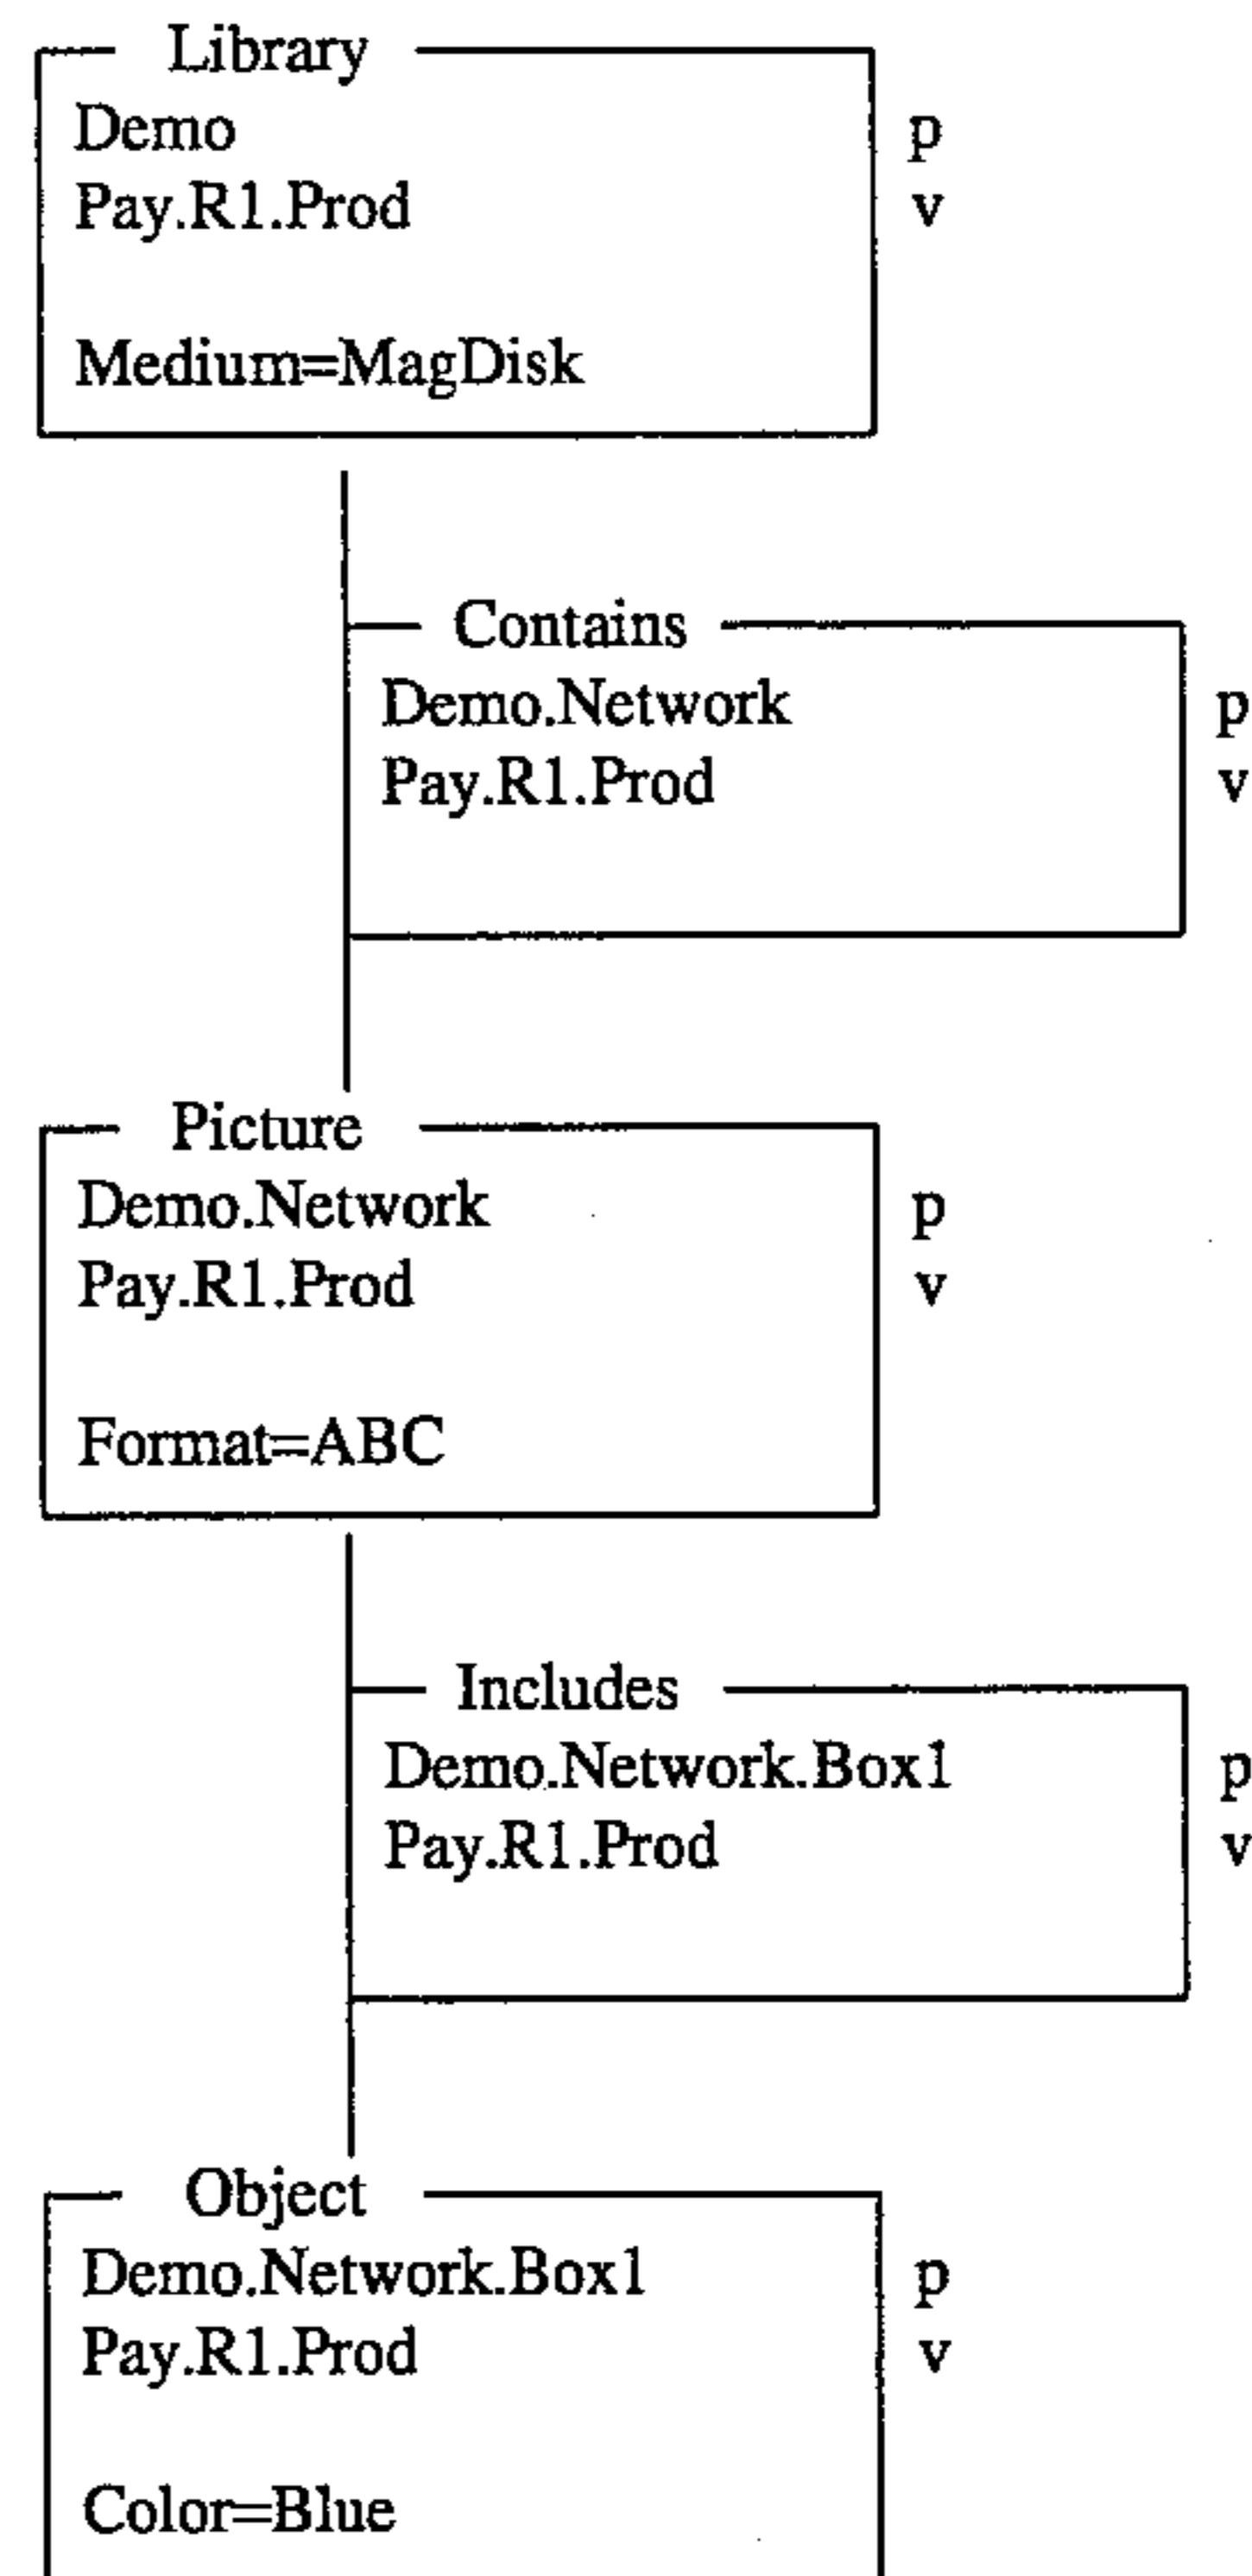 Library
Demo p
Pay.R1.Prod v
Medium=MagDisk
Contains
Demo.Network p
Pay.R1.Prod v
Picture
Demo.Network p
Pay.R1.Prod v
Format=ABC
Includes
Demo.Network.Box1 p
Pay.R1.Prod v
Object
Demo.Network.Box1 p
Pay.R1.Prod v
Color=Blue